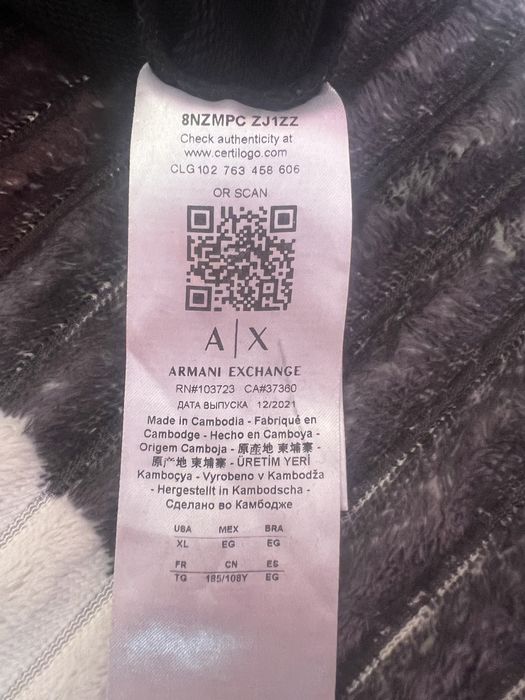 8NZMPC ZJ1ZZ
Check authenticity at
www.certilogo.com
CLG 102 763 458 606
OR SCAN
A|X
ARMANI EXCHANGE
RN#103723 CA#37360
ДАТА ВЫПУСКА 12/2021
Made in Cambodia - Fabriqué en
Cambodge - Hecho en Camboya -
Origem Camboja - 原產地 柬埔寨 -
原产地 柬埔寨 - ÜRETİM YERİ
Kamboçya - Vyrobeno v Kambodža
- Hergestellt in Kambodscha -
Сделано во Камбодже
USA MEX BRA
XL EG EG
FR CN ES
TG 185/108Y EG